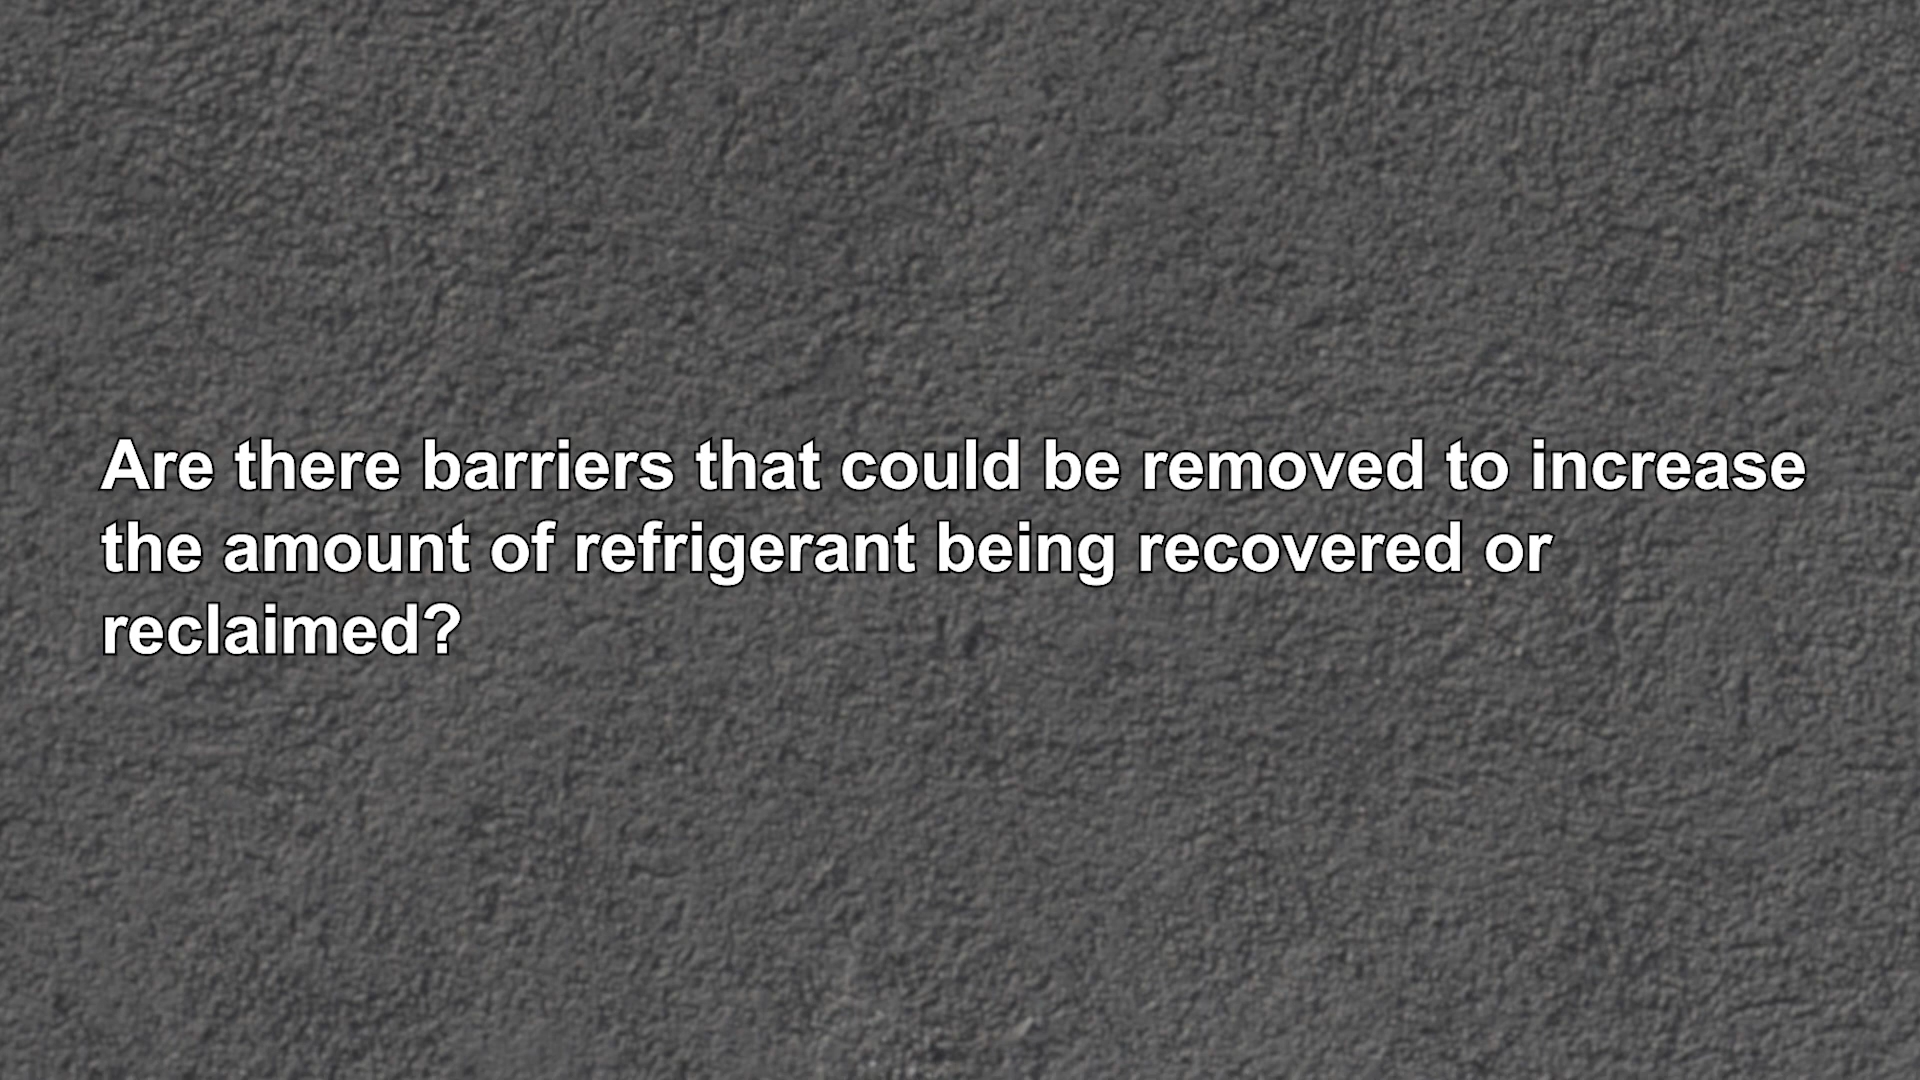 Are there barriers that could be removed to increase
the amount of refrigerant being recovered or
reclaimed?